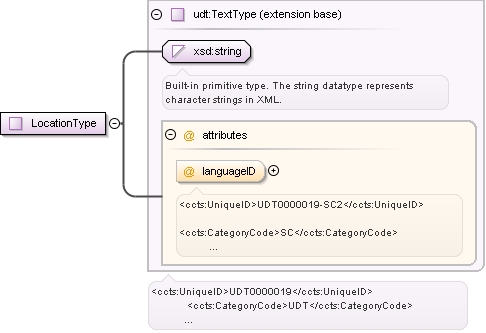 udt:TextType (extension base)
xsd:string
Built-in primitive type. The string datatype represents
character strings in XML.
LocationType
@ attributes
@ languageID
<ccts:UniqueID>UDT0000019-SC2</ccts:UniqueID>
<ccts:CategoryCode>SC</ccts:CategoryCode>
...
<ccts:UniqueID>UDT0000019</ccts:UniqueID>
<ccts:CategoryCode>UDT</ccts:CategoryCode>
...